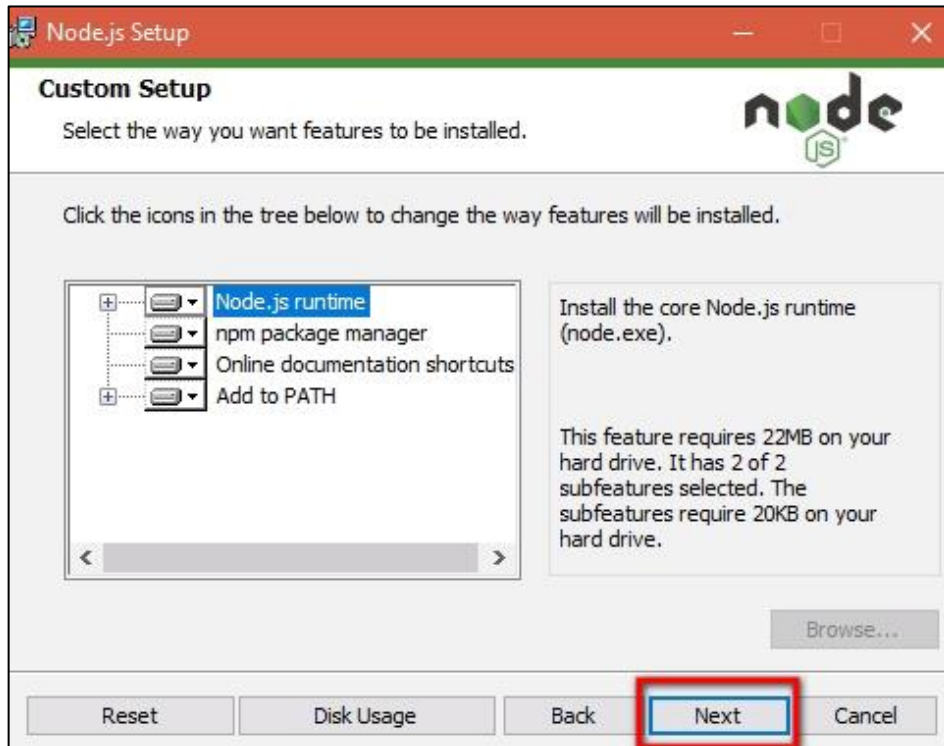 Node.js Setup
Custom Setup
Select the way you want features to be installed.
node
JS
Click the icons in the tree below to change the way features will be installed.
Node.js runtime
npm package manager
Online documentation shortcuts
Add to PATH
Install the core Node.js runtime
(node.exe).
This feature requires 22MB on your
hard drive. It has 2 of 2
subfeatures selected. The
subfeatures require 20KB on your
hard drive.
Browse...
Reset
Disk Usage
Back
Next
Cancel